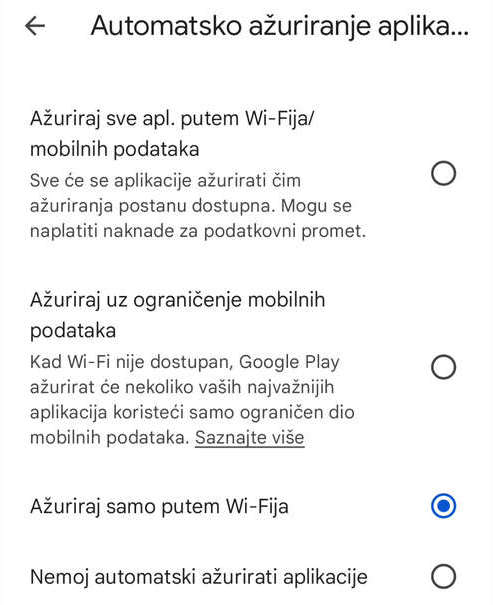 Automatsko ažuriranje aplika...
Ažuriraj sve apl. putem Wi-Fija/
mobilnih podataka
Sve će se aplikacije ažurirati čim
ažuriranja postanu dostupna. Mogu se
naplatiti naknade za podatkovni promet.
Ažuriraj uz ograničenje mobilnih
podataka
Kad Wi-Fi nije dostupan, Google Play
ažurirat će nekoliko vaših najvažnijih
aplikacija koristeći samo ograničen dio
mobilnih podataka. Saznajte više
Ažuriraj samo putem Wi-Fija
Nemoj automatski ažurirati aplikacije